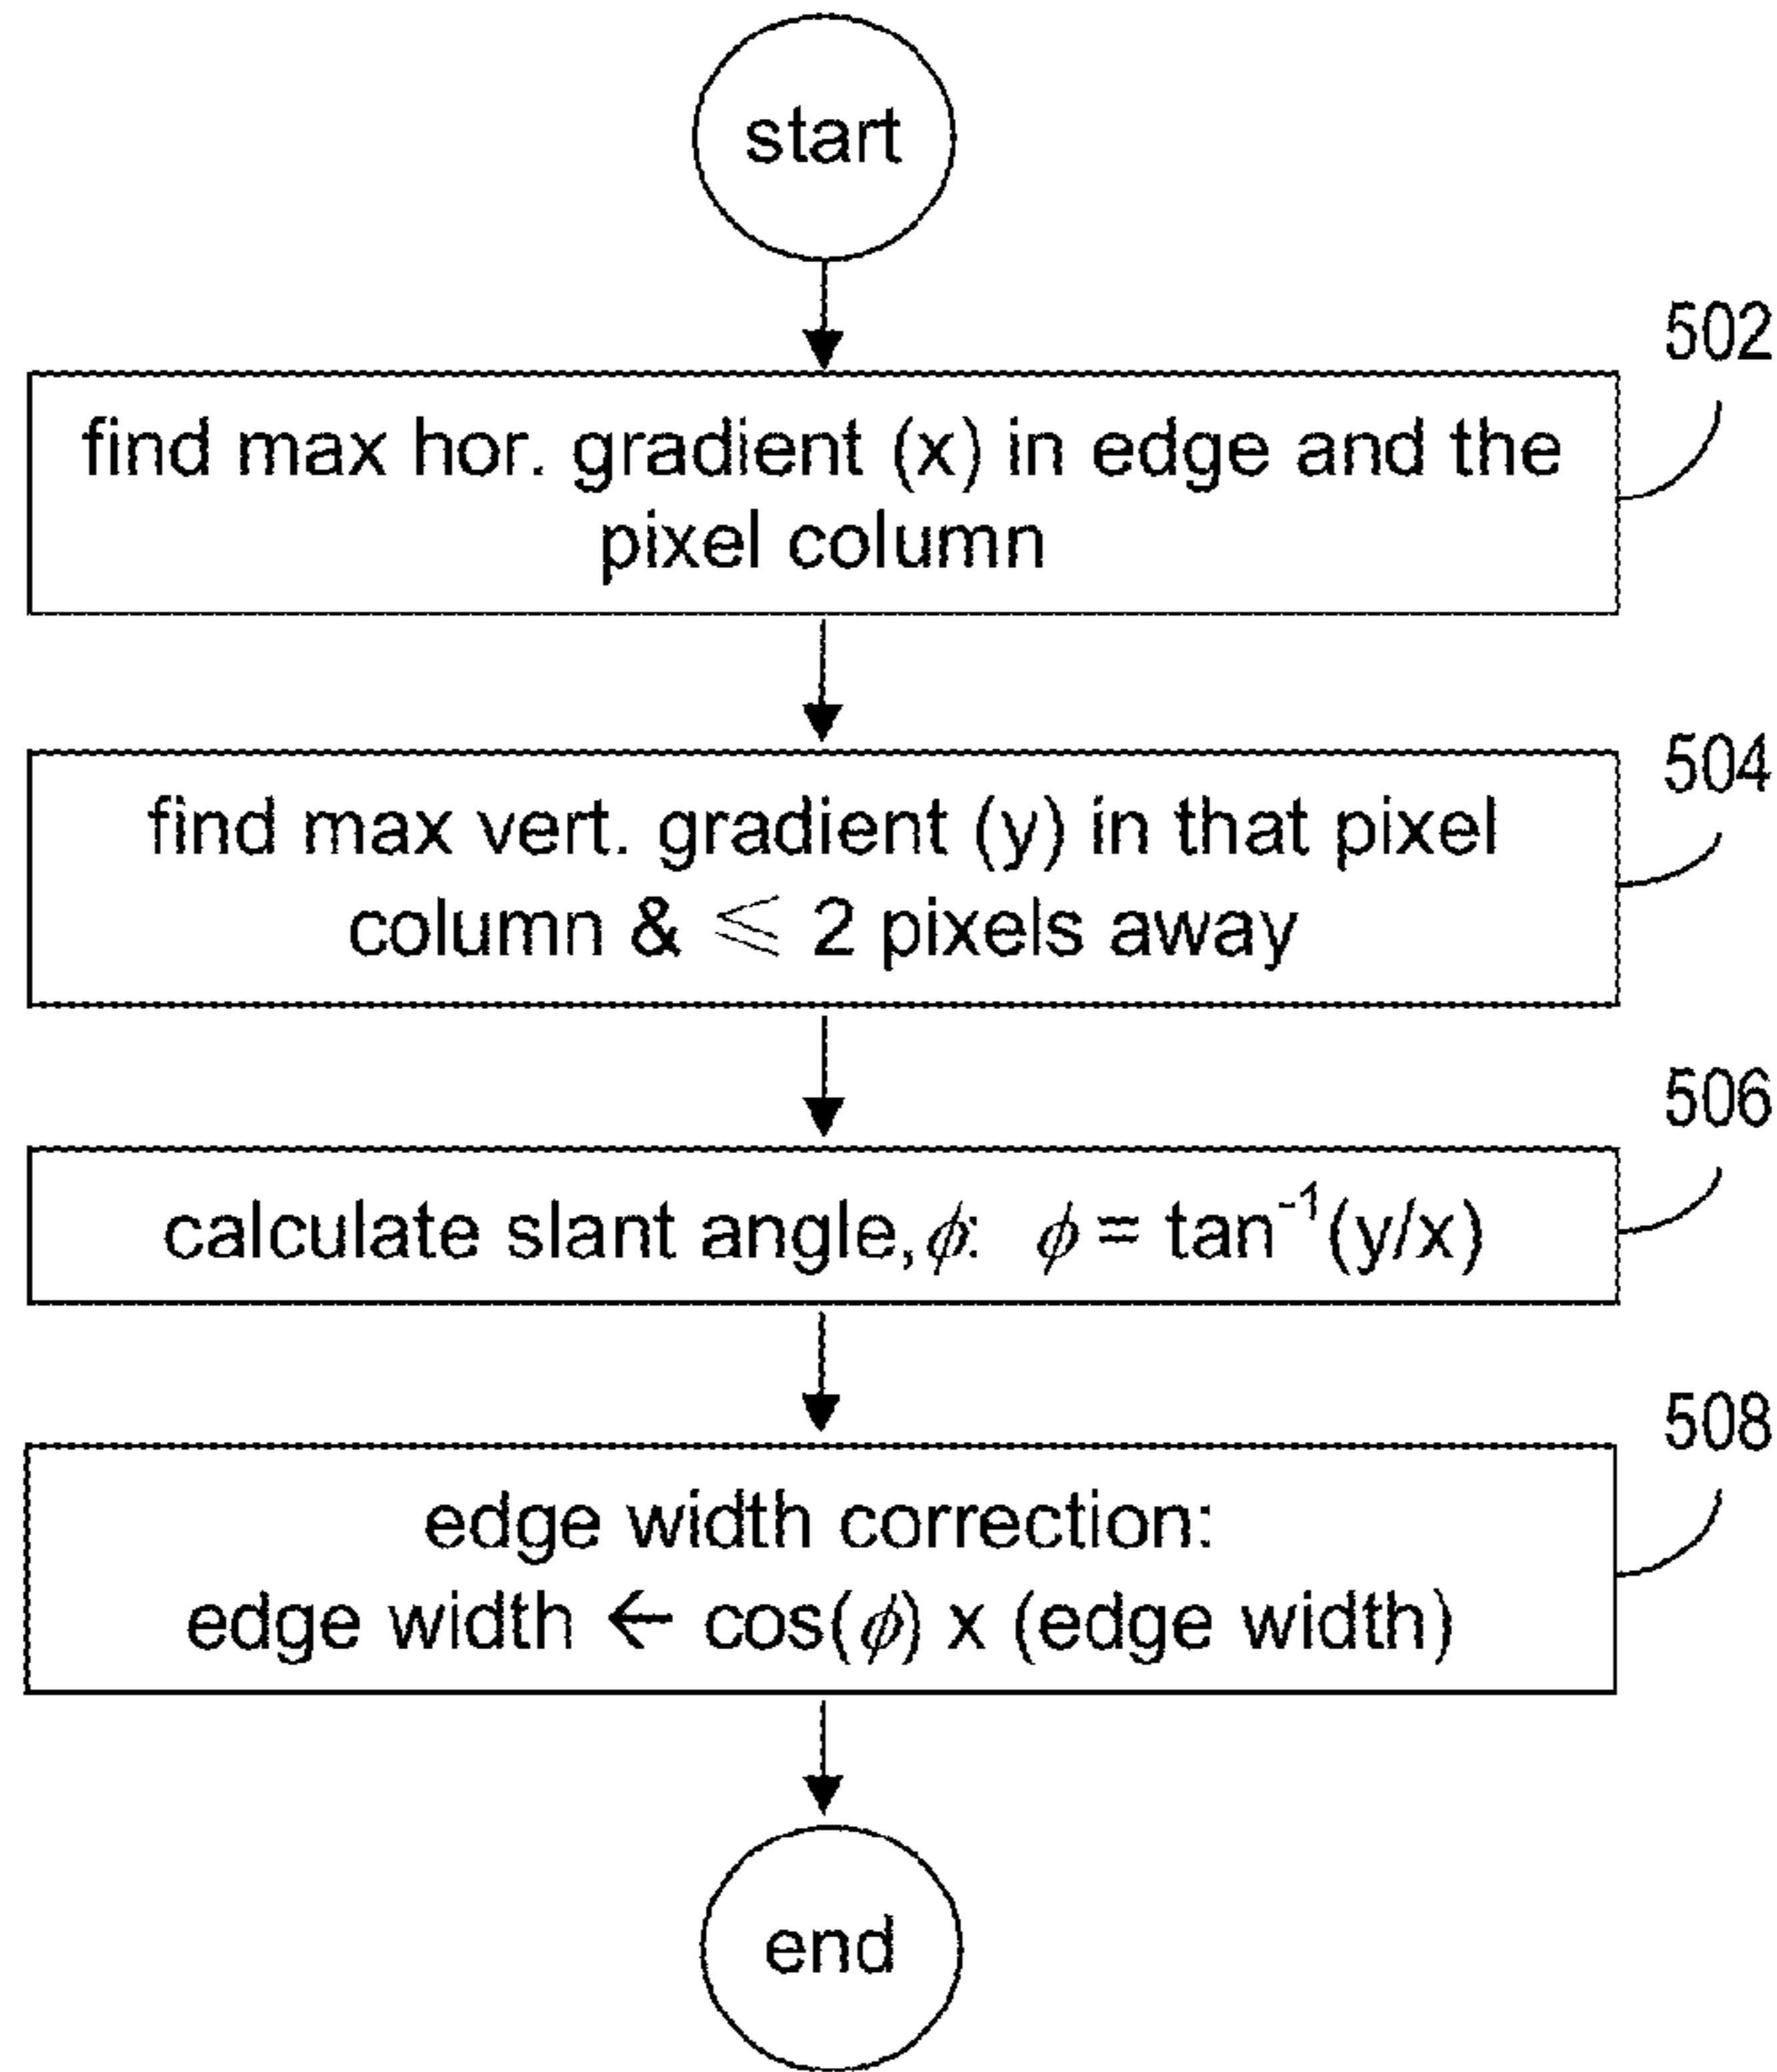 start
502
find max hor. gradient (x) in edge and the
pixel column
504
find max vert. gradient (y) in that pixel
column & ⩽ 2 pixels away
506
calculate slant angle, ϕ: ϕ = tan⁻¹(y/x)
508
edge width correction:
edge width ← cos(ϕ) x (edge width)
end